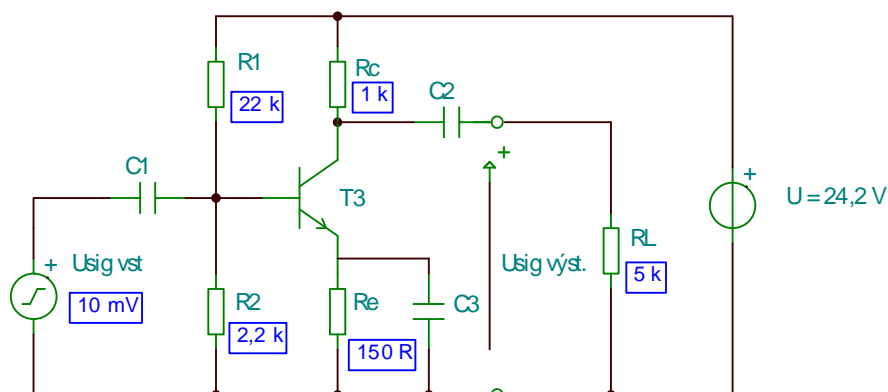 R1
22 k
Rc
1 k
C2
+
C1
T3
+
U = 24,2 V
+
Usig vst
10 mV
R2
2,2 k
Re
150 R
C3
Usig výst.
RL
5 k